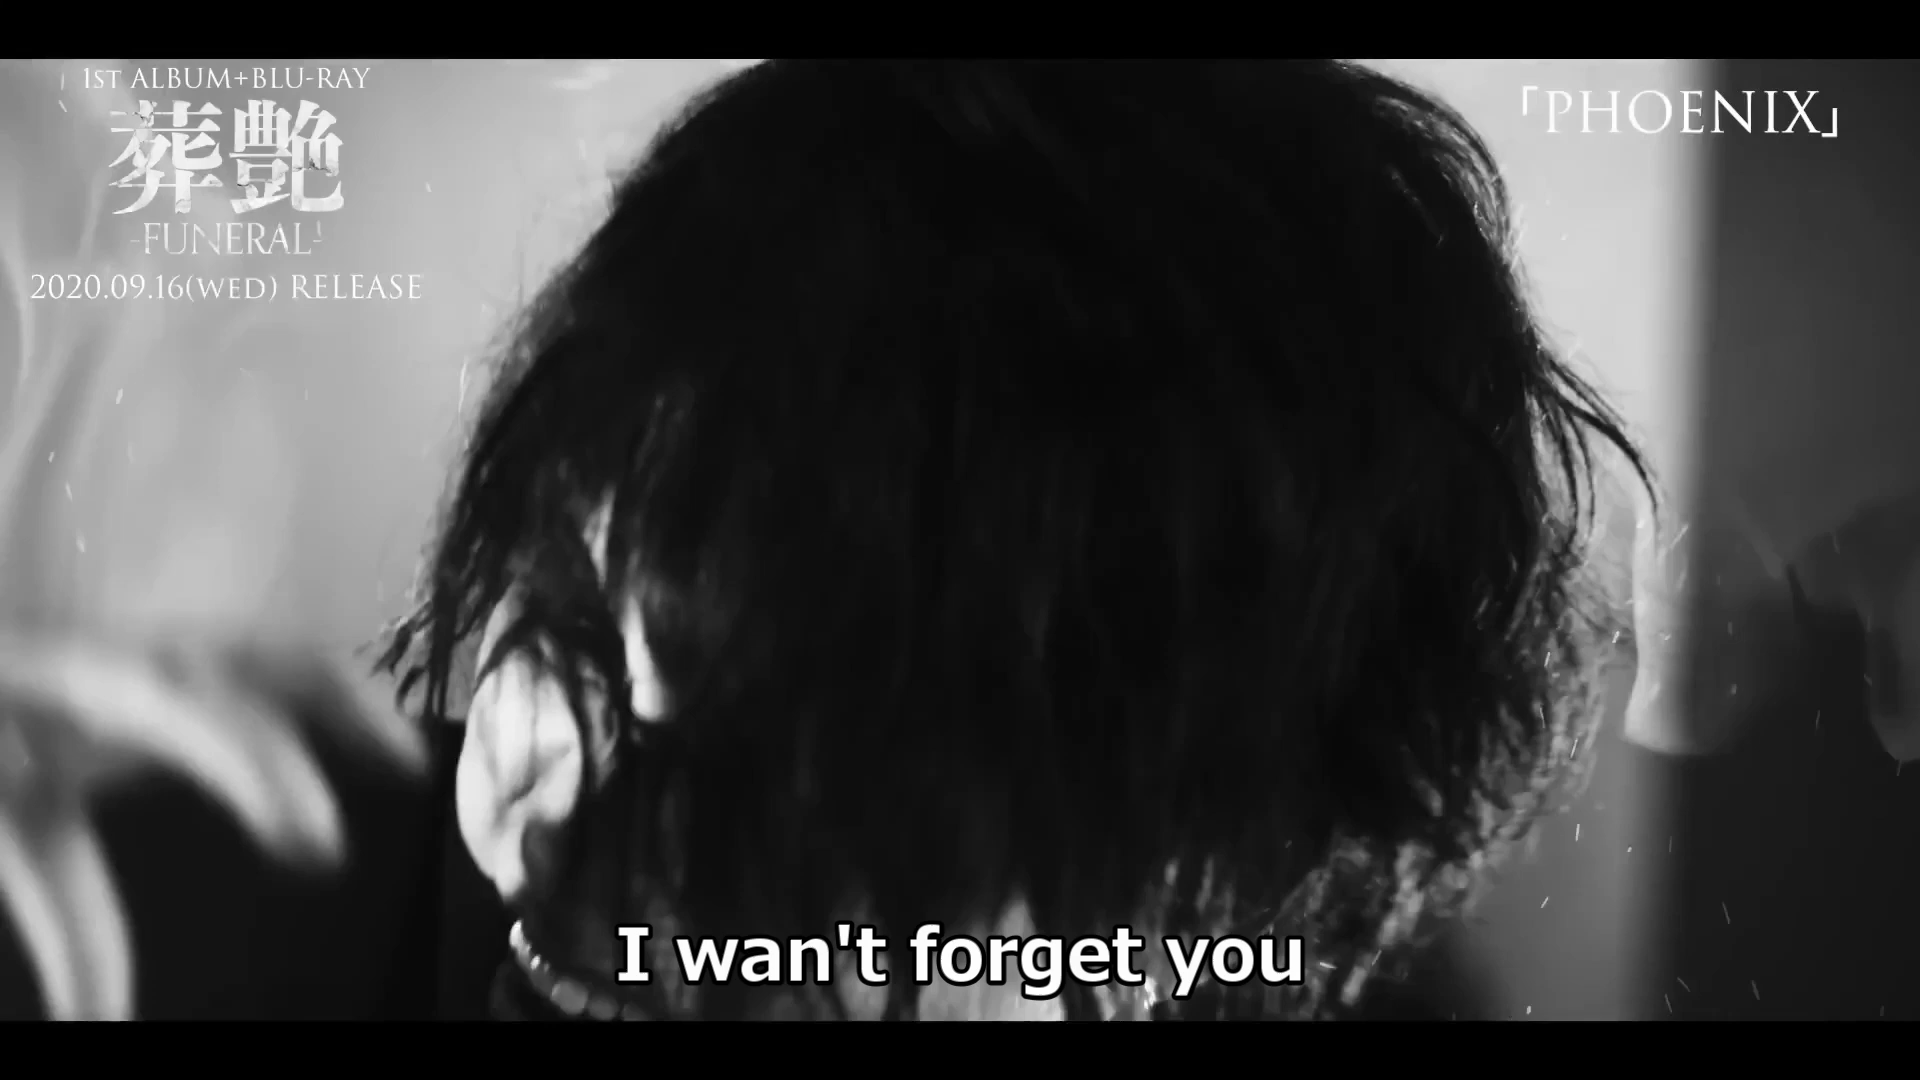 1ST ALBUM+BLU-RAY
葬艶
-FUNERAL-
2020.09.16(WED) RELEASE
「PHOENIX」
I wan't forget you